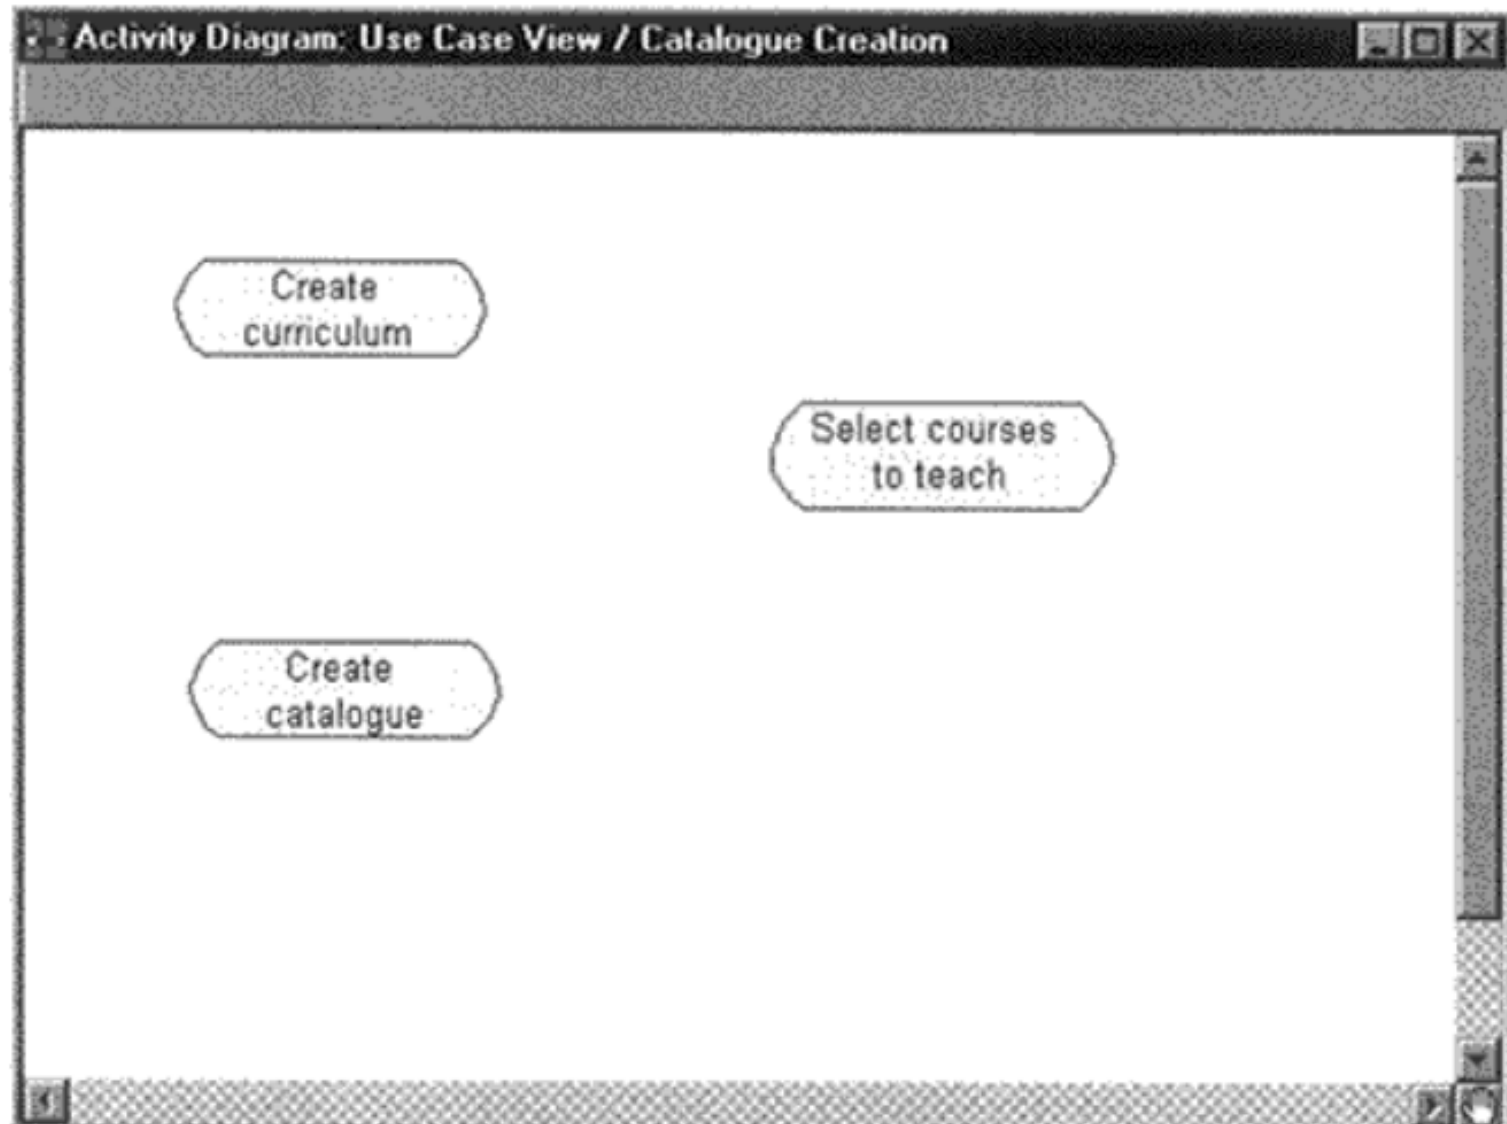 Activity Diagram: Use Case View / Catalogue Creation
Create
curriculum
Select courses
to teach
Create
catalogue